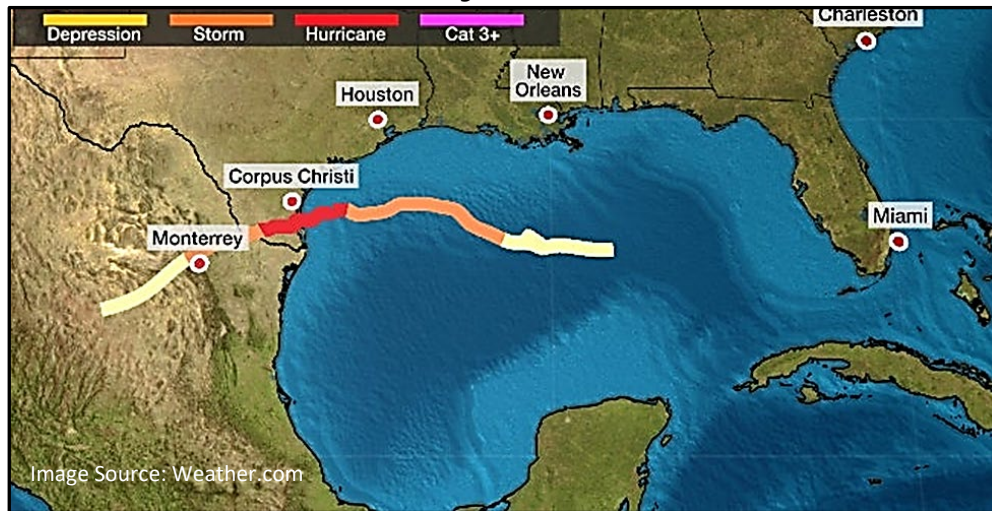 Depression Storm Hurricane Cat 3+
Charleston
New
Orleans
Houston
Corpus Christi
Miami
Monterrey
Image Source: Weather.com